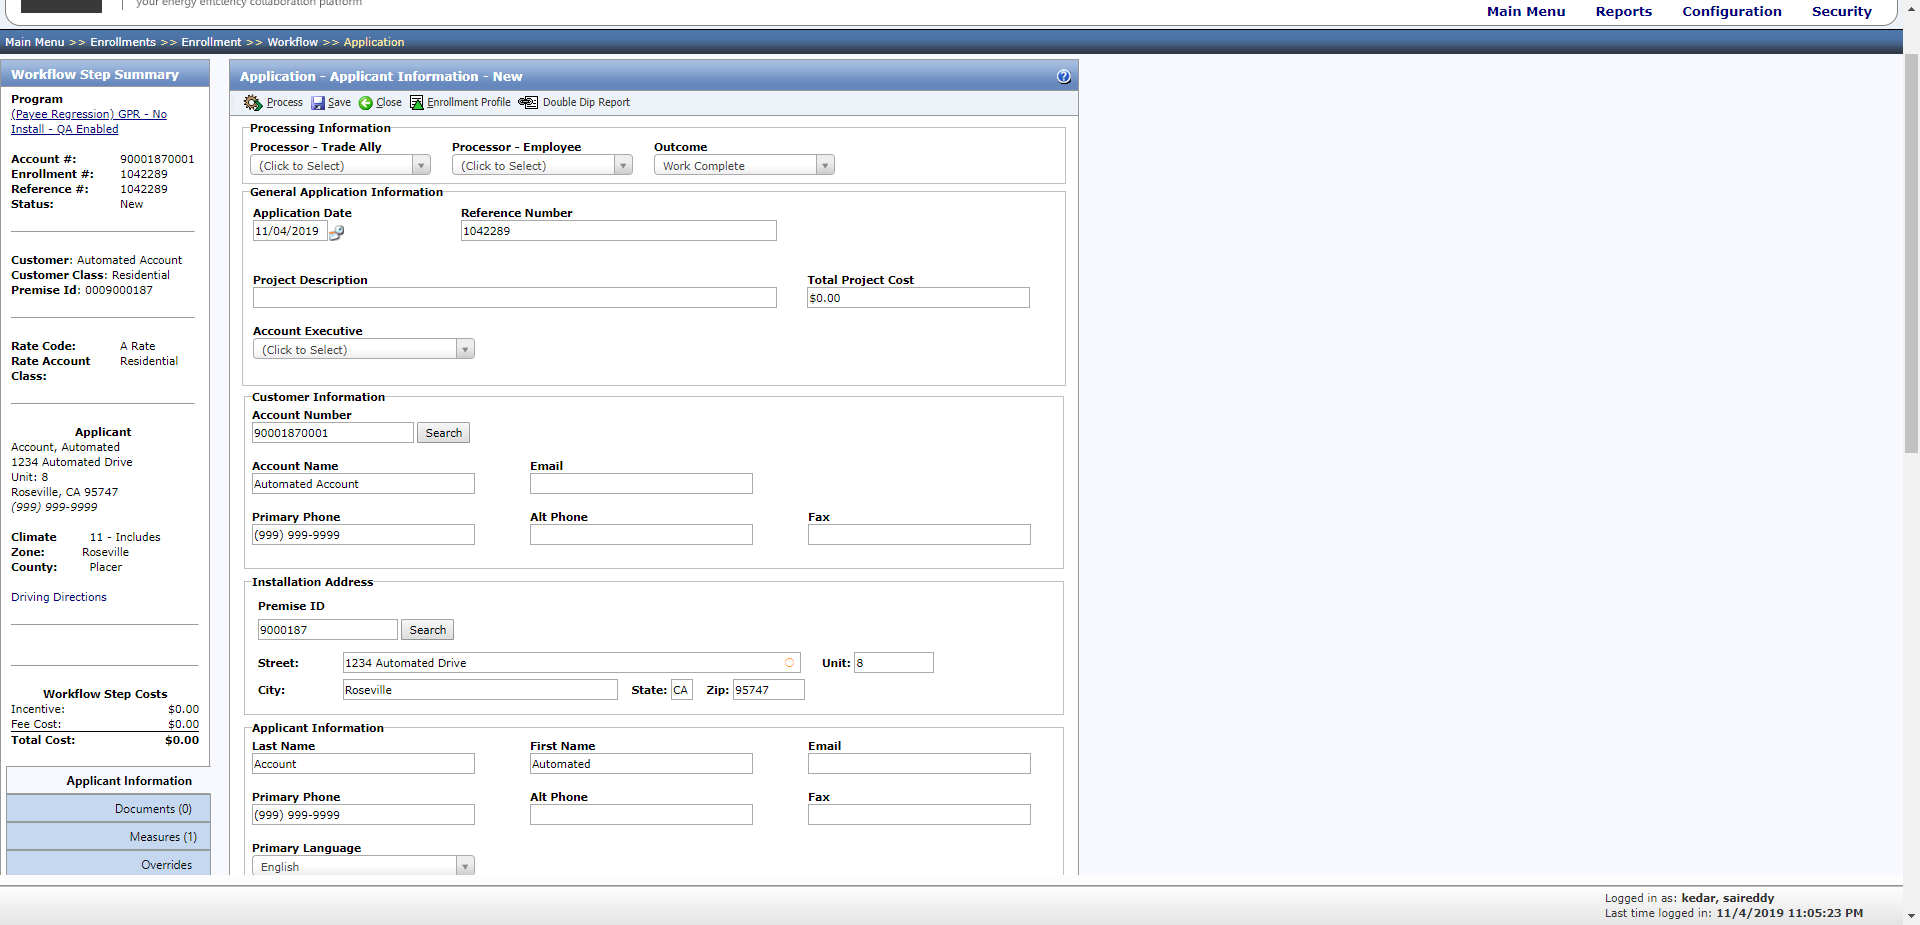 your energy efficiency collaboration platform
Main Menu Reports Configuration Security
Main Menu >> Enrollments >> Enrollment >> Workflow >> Application
Workflow Step Summary
Program
(Payee Regression) GPR - No
Install - QA Enabled
Account #: 90001870001
Enrollment #: 1042289
Reference #: 1042289
Status: New
Customer: Automated Account
Customer Class: Residential
Premise Id: 0009000187
Rate Code: A Rate
Rate Account Residential
Class:
Applicant
Account, Automated
1234 Automated Drive
Unit: 8
Roseville, CA 95747
(999) 999-9999
Climate 11 - Includes
Zone: Roseville
County: Placer
Driving Directions
Workflow Step Costs
Incentive: $0.00
Fee Cost: $0.00
Total Cost: $0.00
Applicant Information
Documents (0)
Measures (1)
Overrides
Application - Applicant Information - New
Process Save Close Enrollment Profile Double Dip Report
Processing Information
Processor - Trade Ally Processor - Employee Outcome
(Click to Select) (Click to Select) Work Complete
General Application Information
Application Date Reference Number
11/04/2019 1042289
Project Description Total Project Cost
$0.00
Account Executive
(Click to Select)
Customer Information
Account Number
90001870001 Search
Account Name Email
Automated Account
Primary Phone Alt Phone Fax
(999) 999-9999
Installation Address
Premise ID
9000187 Search
Street: 1234 Automated Drive Unit: 8
City: Roseville State: CA Zip: 95747
Applicant Information
Last Name First Name Email
Account Automated
Primary Phone Alt Phone Fax
(999) 999-9999
Primary Language
English
Logged in as: kedar, saireddy
Last time logged in: 11/4/2019 11:05:23 PM